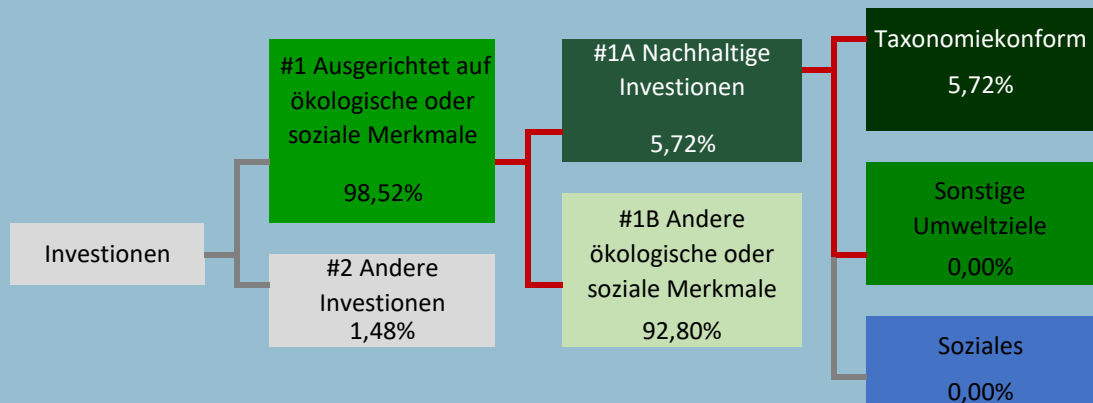 Investionen
#1 Ausgerichtet auf
ökologische oder
soziale Merkmale
98,52%
#2 Andere
Investionen
1,48%
#1A Nachhaltige
Investionen
5,72%
#1B Andere
ökologische oder
soziale Merkmale
92,80%
Taxonomiekonform
5,72%
Sonstige
Umweltziele
0,00%
Soziales
0,00%